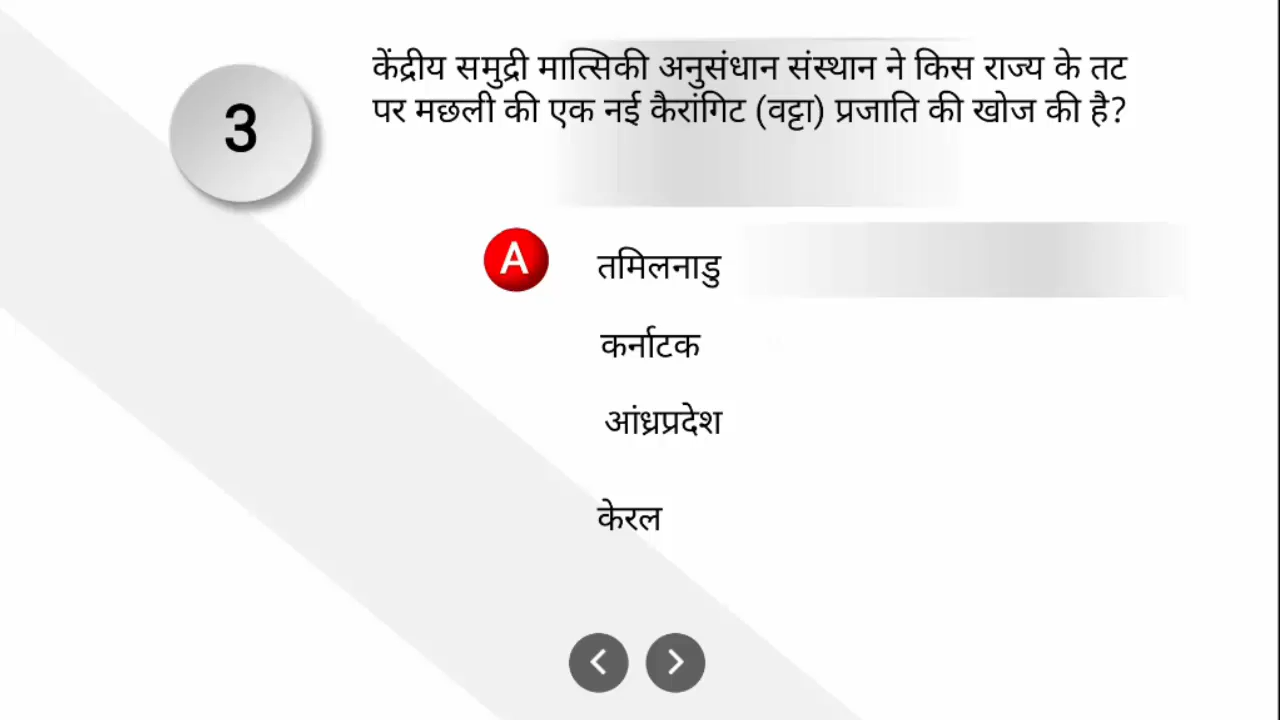 3
केंद्रीय समुद्री मात्सिकी अनुसंधान संस्थान ने किस राज्य के तट
पर मछली की एक नई कैरांगिट (वट्टा) प्रजाति की खोज की है?
A तमिलनाडु
कर्नाटक
आंध्रप्रदेश
केरल